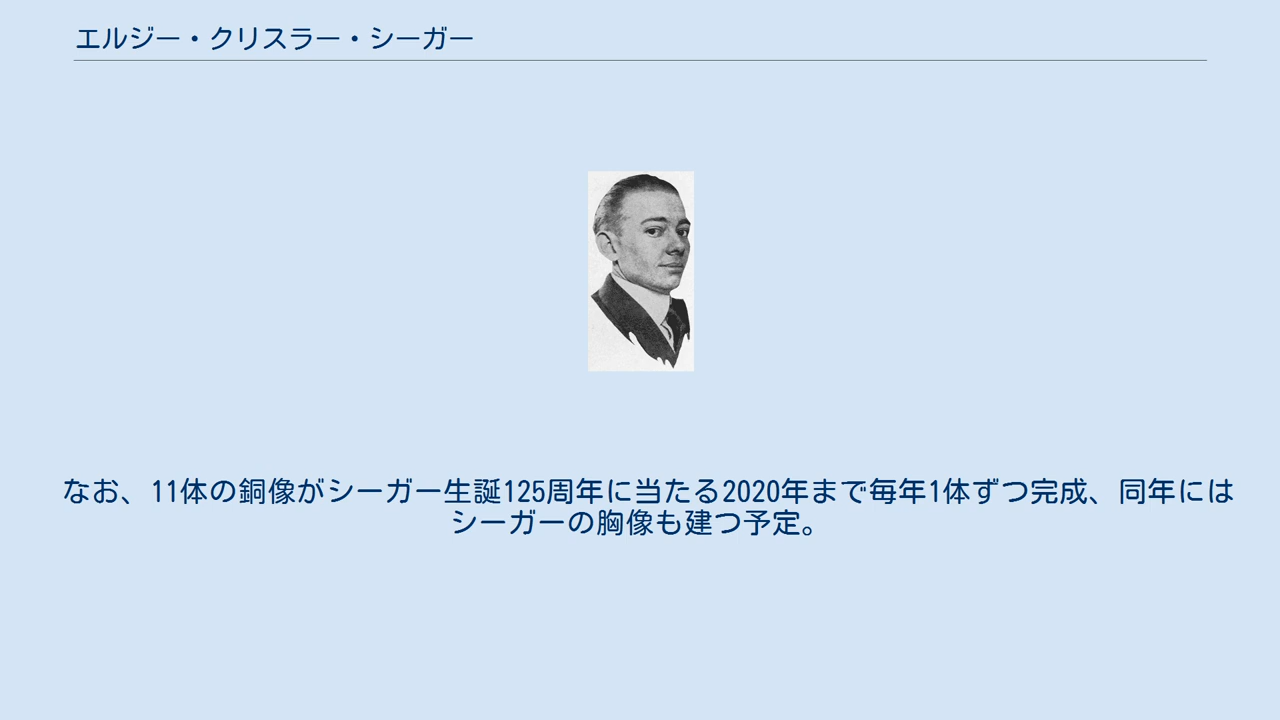 エルジー・クリスラー・シーガー
なお、11体の銅像がシーガー生誕125周年に当たる2020年まで毎年1体ずつ完成、同年には
シーガーの胸像も建つ予定。